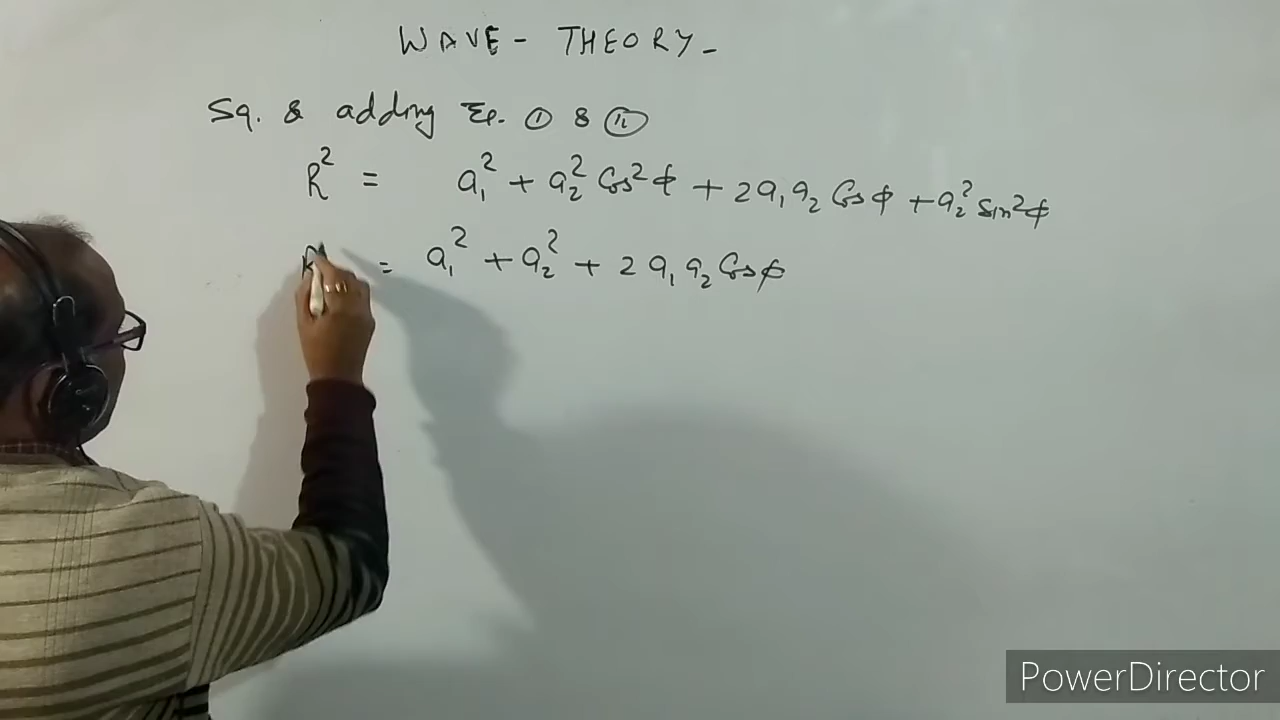 WAVE - THEORY -
Sq. & adding Eq. ① & ⑪
R² = a₁² + a₂² Cos²φ + 2a₁a₂ Cosφ + a₂² sin²φ
R = a₁² + a₂² + 2a₁a₂ Cosφ
PowerDirector